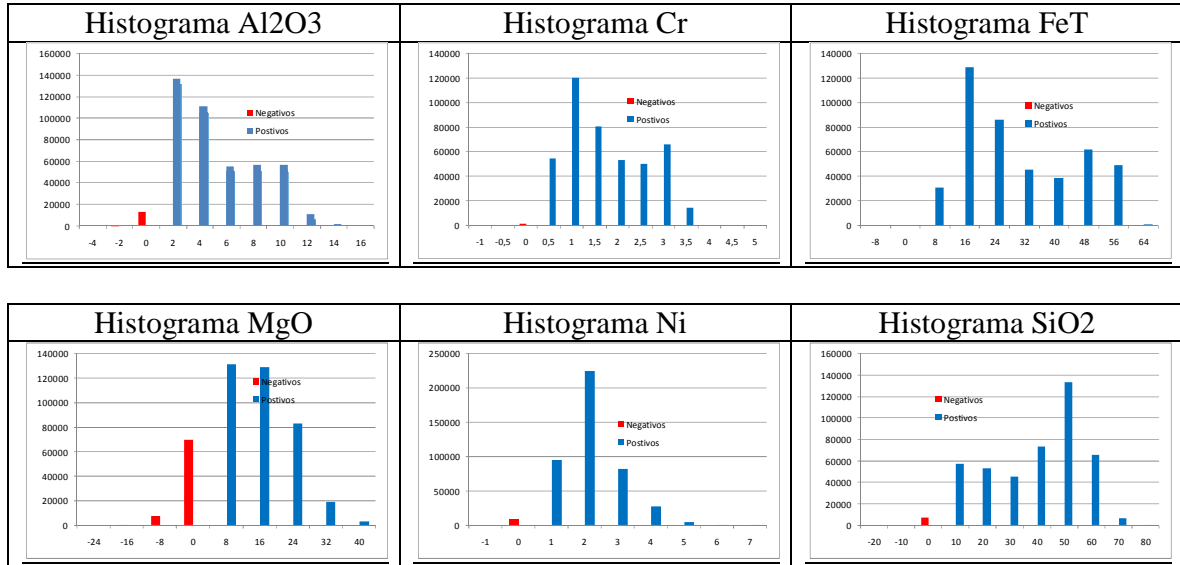 Histograma Al2O3
160000
140000
120000
100000
80000
60000
40000
20000
0
-4 -2 0 2 4 6 8 10 12 14 16
Negativos
Postivos
Histograma Cr
140000
120000
100000
80000
60000
40000
20000
0
-1 -0,5 0 0,5 1 1,5 2 2,5 3 3,5 4 4,5 5
Negativos
Postivos
Histograma FeT
140000
120000
100000
80000
60000
40000
20000
0
-8 0 8 16 24 32 40 48 56 64
Negativos
Postivos
Histograma MgO
140000
120000
100000
80000
60000
40000
20000
0
-24 -16 -8 0 8 16 24 32 40
Negativos
Postivos
Histograma Ni
250000
200000
150000
100000
50000
0
-1 0 1 2 3 4 5 6 7
Negativos
Postivos
Histograma SiO2
160000
140000
120000
100000
80000
60000
40000
20000
0
-20 -10 0 10 20 30 40 50 60 70 80
Negativos
Postivos